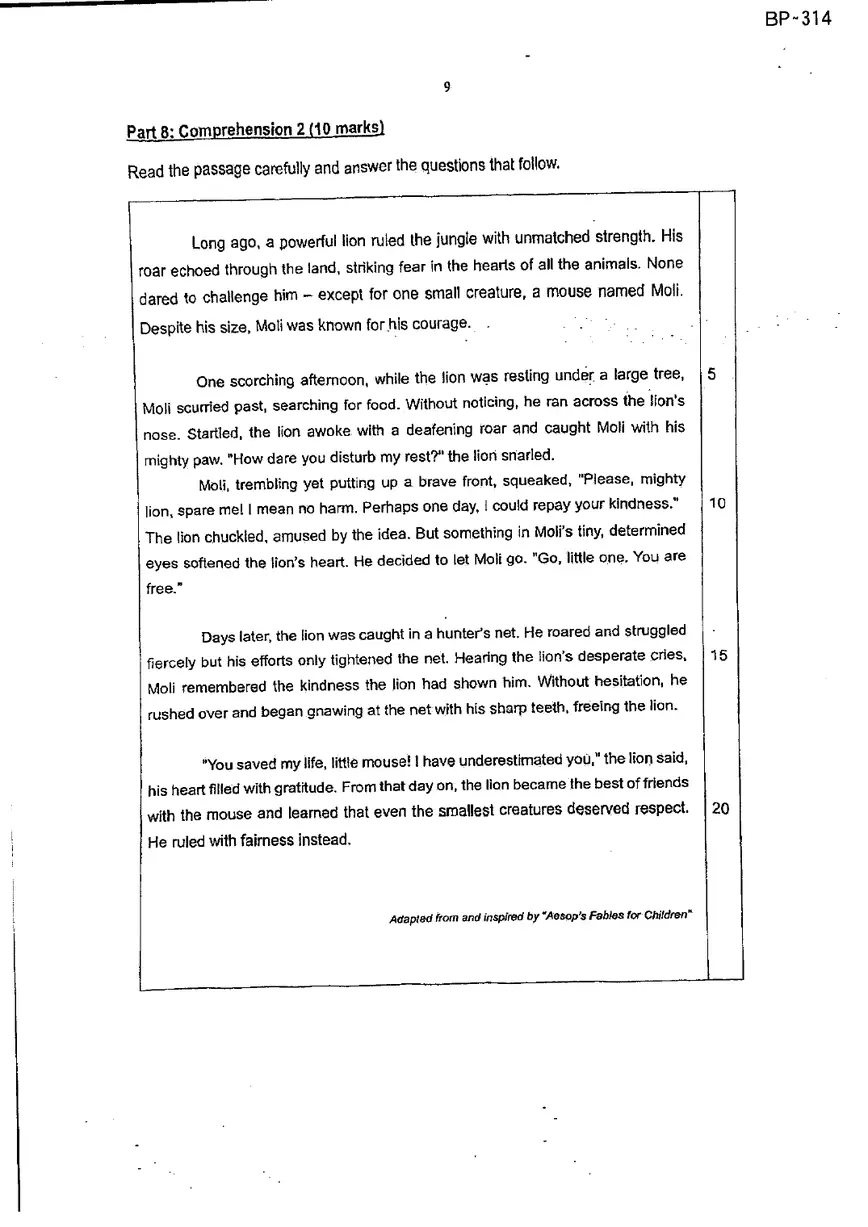 BP-314
9
Part 8: Comprehension 2 (10 marks)
Read the passage carefully and answer the questions that follow.
Long ago, a powerful lion ruled the jungle with unmatched strength. His
roar echoed through the land, striking fear in the hearts of all the animals. None
dared to challenge him – except for one small creature, a mouse named Moli.
Despite his size, Moli was known for his courage.
One scorching afternoon, while the lion was resting under a large tree, 5
Moli scurried past, searching for food. Without noticing, he ran across the lion's
nose. Startled, the lion awoke with a deafening roar and caught Moli with his
mighty paw. "How dare you disturb my rest?" the lion snarled.
Moli, trembling yet putting up a brave front, squeaked, "Please, mighty
lion, spare me! I mean no harm. Perhaps one day, I could repay your kindness." 10
The lion chuckled, amused by the idea. But something in Moli's tiny, determined
eyes softened the lion's heart. He decided to let Moli go. "Go, little one. You are
free."
Days later, the lion was caught in a hunter's net. He roared and struggled
fiercely but his efforts only tightened the net. Hearing the lion's desperate cries, 15
Moli remembered the kindness the lion had shown him. Without hesitation, he
rushed over and began gnawing at the net with his sharp teeth, freeing the lion.
"You saved my life, little mouse! I have underestimated you," the lion said,
his heart filled with gratitude. From that day on, the lion became the best of friends
with the mouse and learned that even the smallest creatures deserved respect. 20
He ruled with fairness instead.
Adapted from and inspired by "Aesop's Fables for Children"